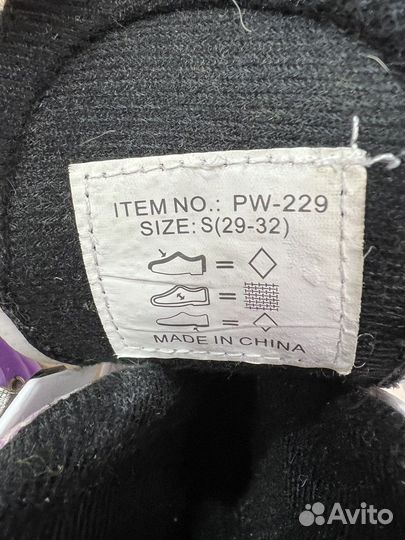 ITEM NO.: PW-229
SIZE: S(29-32)
=
=
=
MADE IN CHINA
Avito